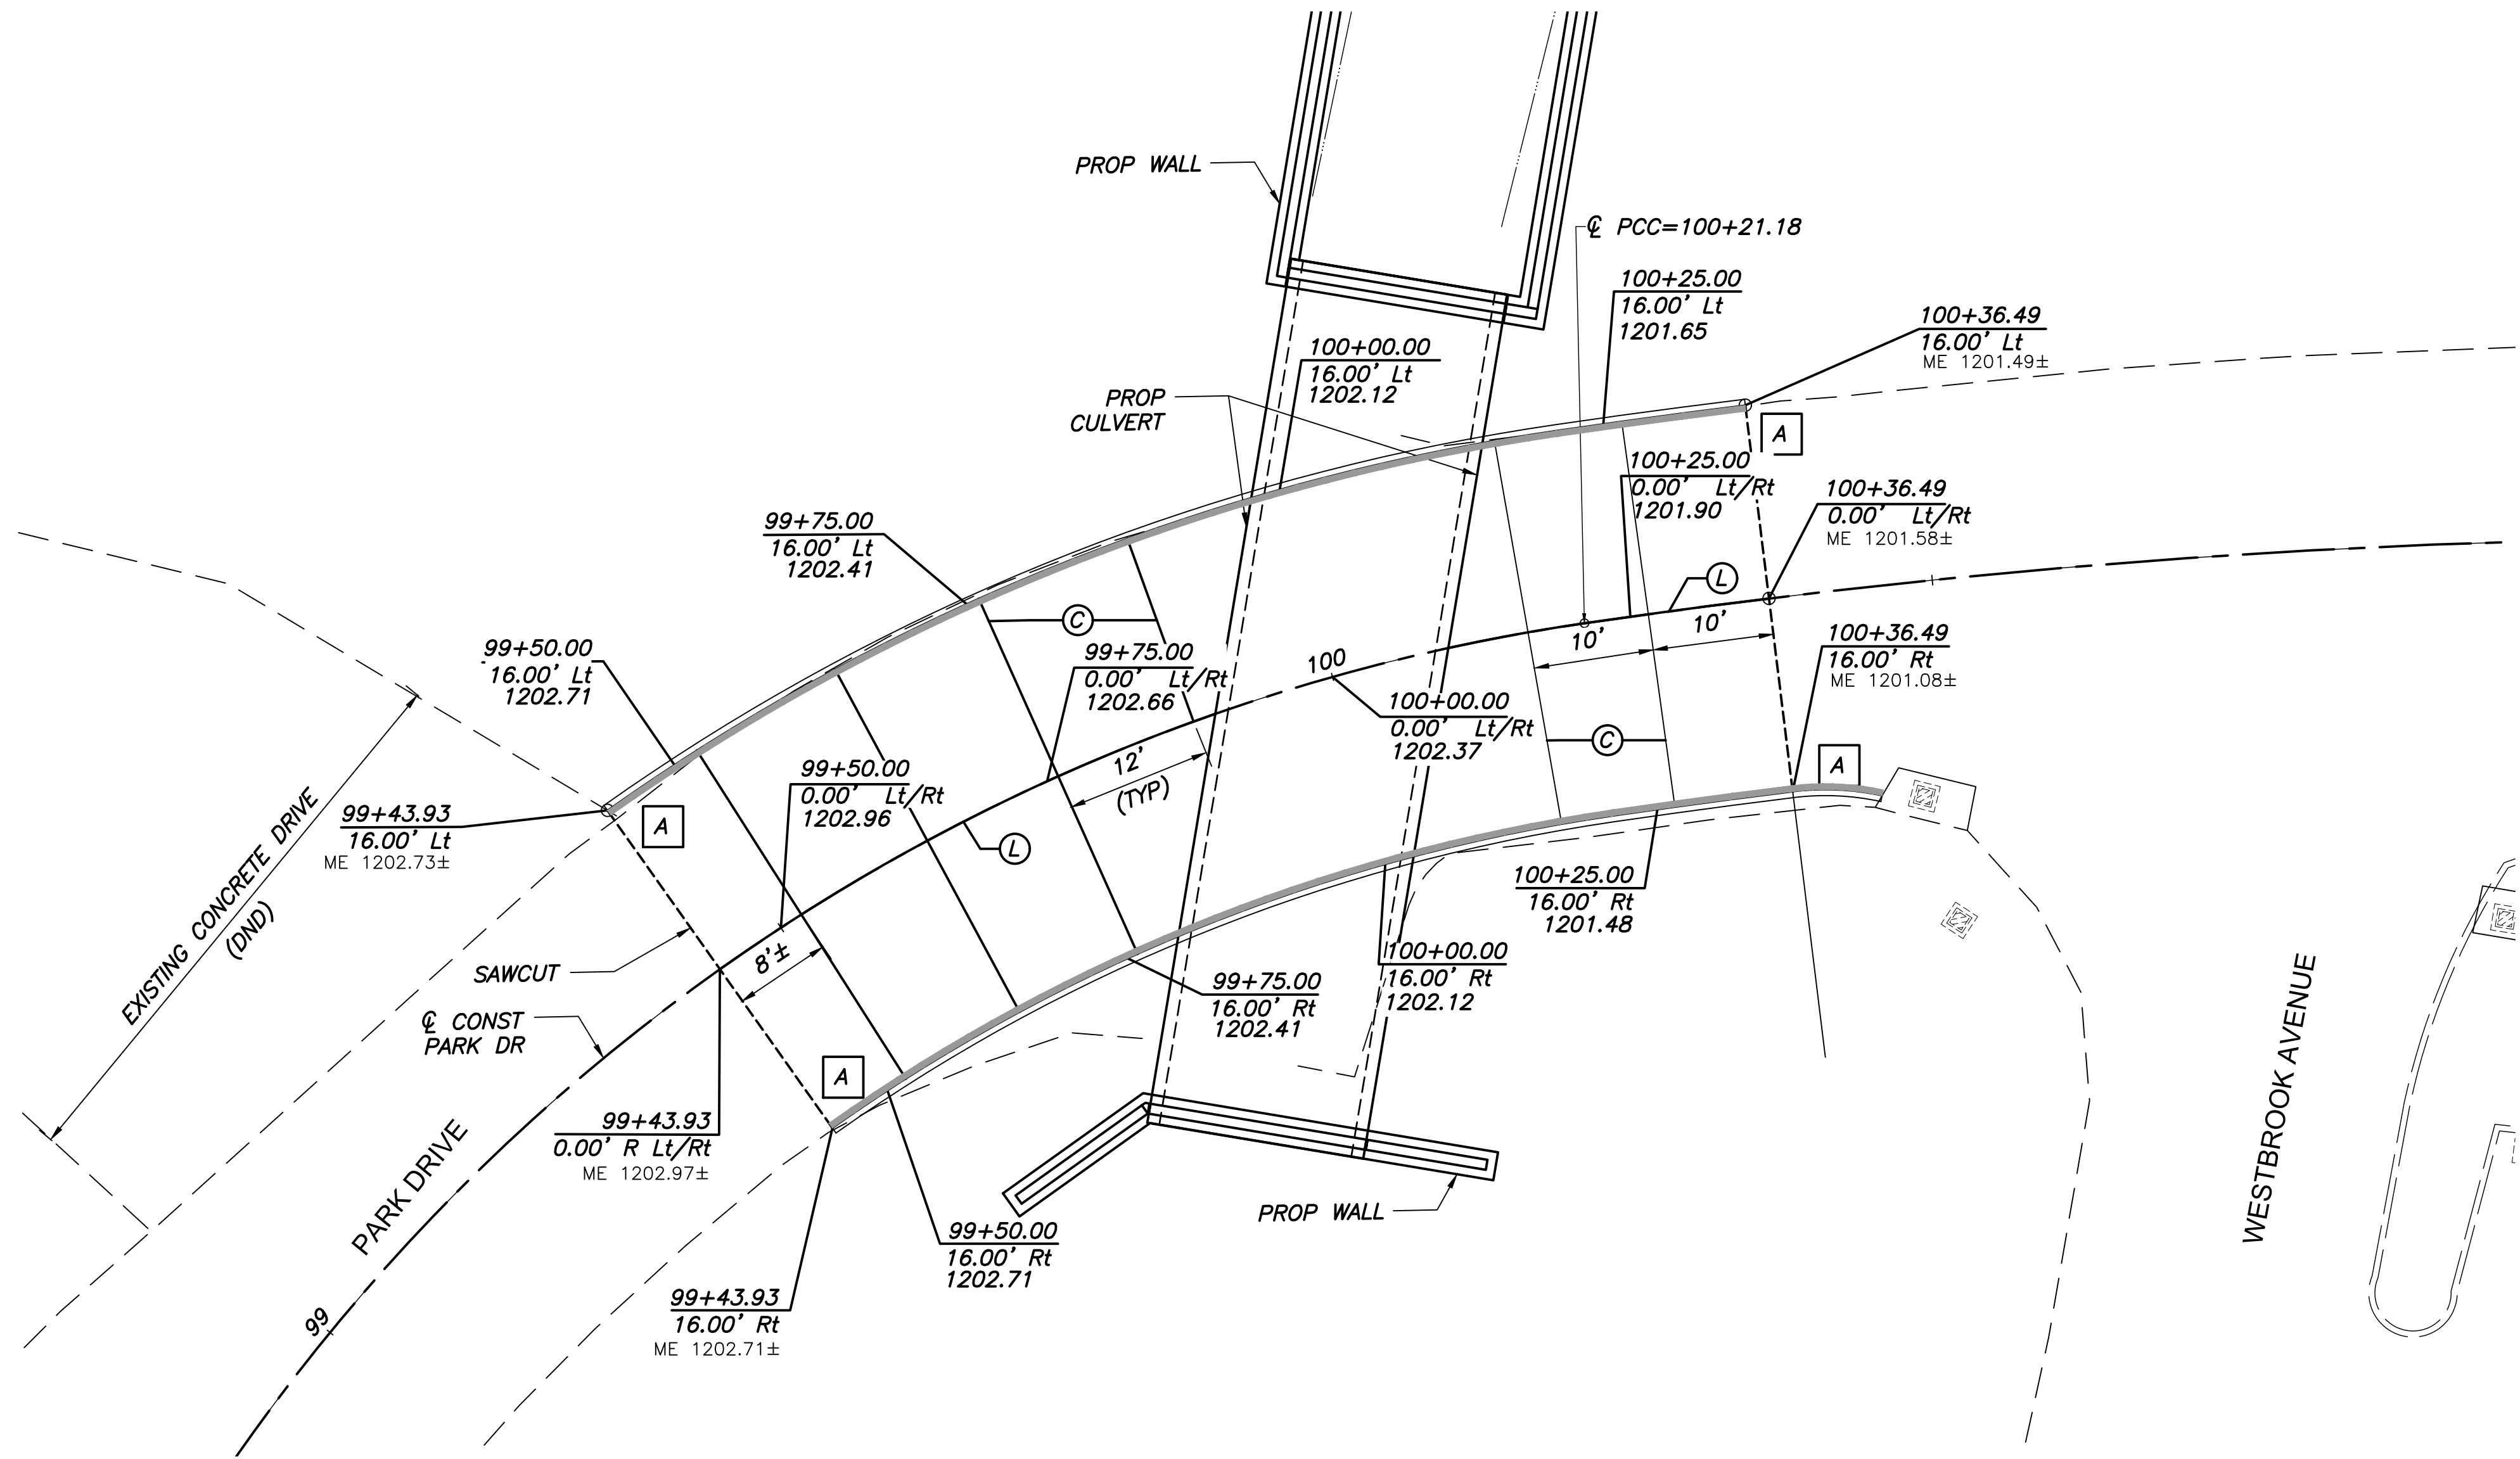 PROP WALL
℄ PCC=100+21.18
100+25.00
16.00' Lt
1201.65
100+36.49
16.00' Lt
ME 1201.49±
100+00.00
16.00' Lt
1202.12
PROP
CULVERT
A
100+25.00
0.00' Lt/Rt
1201.90
100+36.49
0.00' Lt/Rt
ME 1201.58±
99+75.00
16.00' Lt
1202.41
L
C
10'
10'
100+36.49
16.00' Rt
ME 1201.08±
99+50.00
16.00' Lt
1202.71
99+75.00
0.00' Lt/Rt
1202.66
100
100+00.00
0.00' Lt/Rt
1202.37
C
12'
(TYP)
99+50.00
0.00' Lt/Rt
1202.96
A
99+43.93
16.00' Lt
ME 1202.73±
A
L
EXISTING CONCRETE DRIVE
(DND)
100+25.00
16.00' Rt
1201.48
8'±
SAWCUT
100+00.00
16.00' Rt
1202.12
99+75.00
16.00' Rt
1202.41
℄ CONST
PARK DR
A
99+43.93
0.00' R Lt/Rt
ME 1202.97±
PARK DRIVE
WESTBROOK AVENUE
PROP WALL
99+50.00
16.00' Rt
1202.71
99+43.93
16.00' Rt
ME 1202.71±
99